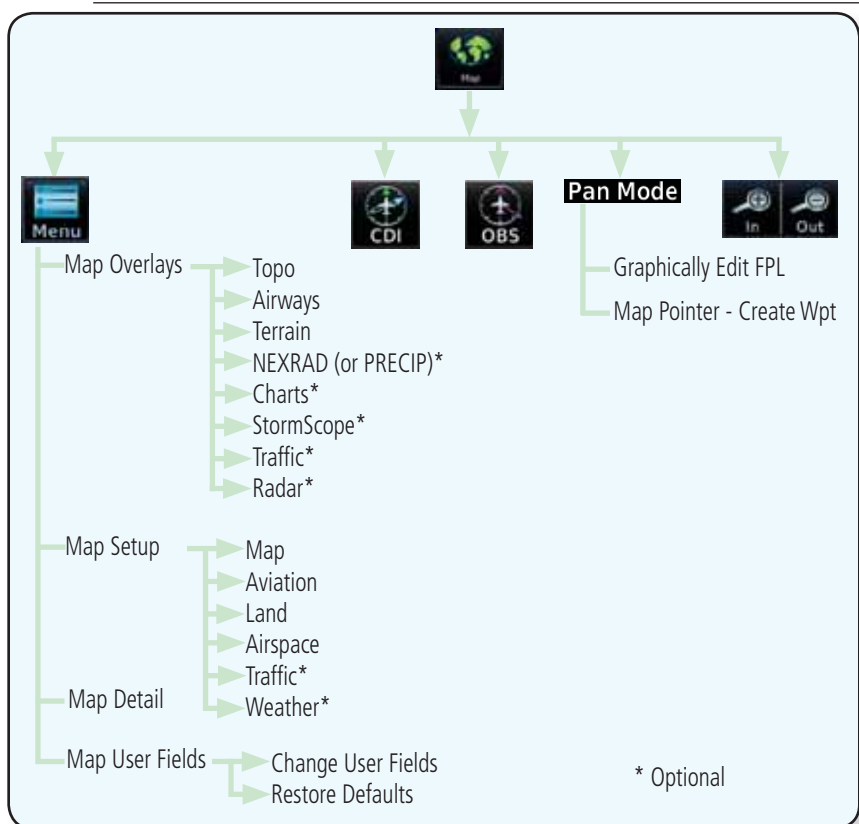 Map
Menu
CDI
OBS
Pan Mode
In
Out
Graphically Edit FPL
Map Pointer - Create Wpt
Map Overlays
Topo
Airways
Terrain
NEXRAD (or PRECIP)*
Charts*
StormScope*
Traffic*
Radar*
Map Setup
Map
Aviation
Land
Airspace
Traffic*
Weather*
Map Detail
Map User Fields
Change User Fields
Restore Defaults
* Optional